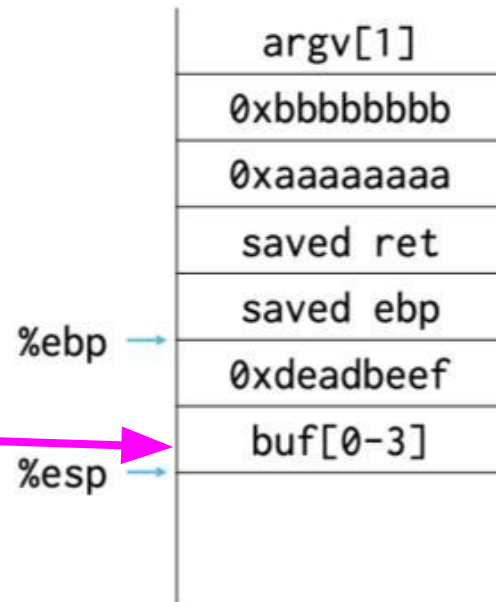 argv[1]
0xbbbbbbbb
0xaaaaaaaa
saved ret
saved ebp
%ebp
0xdeadbeef
buf[0-3]
%esp